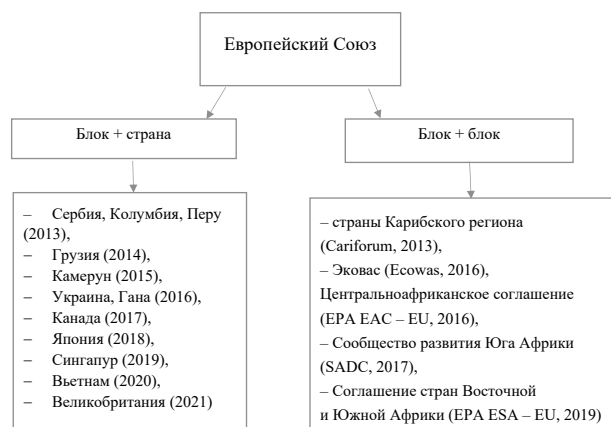 Европейский Союз
Блок + страна
Блок + блок
– Сербия, Колумбия, Перу
(2013),
– Грузия (2014),
– Камерун (2015),
– Украина, Гана (2016),
– Канада (2017),
– Япония (2018),
– Сингапур (2019),
– Вьетнам (2020),
– Великобритания (2021)
– страны Карибского региона
(Cariforum, 2013),
– Эковас (Ecowas, 2016),
Центральноафриканское соглашение
(EPA EAC – EU, 2016),
– Сообщество развития Юга Африки
(SADC, 2017),
– Соглашение стран Восточной
и Южной Африки (EPA ESA – EU, 2019)